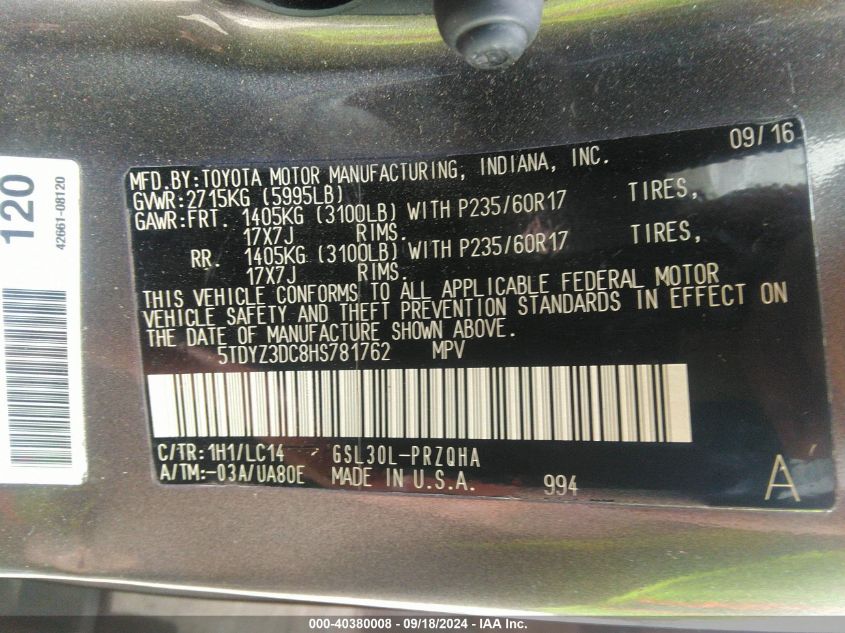 120
42661-08120
09/16
MFD.BY:TOYOTA MOTOR MANUFACTURING, INDIANA, INC.
GVWR:2715KG (5995LB)
GAWR:FRT. 1405KG (3100LB) WITH P235/60R17 TIRES,
17X7J RIMS.
RR. 1405KG (3100LB) WITH P235/60R17 TIRES,
17X7J RIMS.
THIS VEHICLE CONFORMS TO ALL APPLICABLE FEDERAL MOTOR
VEHICLE SAFETY AND THEFT PREVENTION STANDARDS IN EFFECT ON
THE DATE OF MANUFACTURE SHOWN ABOVE.
5TDYZ3DC8HS781762 MPV
C/TR:1H1/LC14 GSL30L-PRZQHA
A/TM:-03A/UA80E MADE IN U.S.A. 994 A
000-40380008 - 09/18/2024 - IAA Inc.